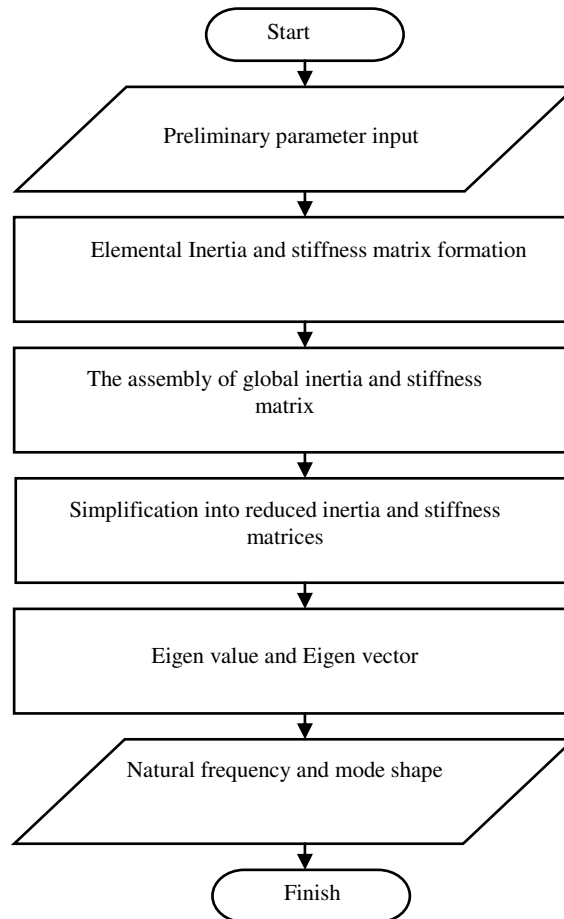 Start
Preliminary parameter input
Elemental Inertia and stiffness matrix formation
The assembly of global inertia and stiffness
matrix
Simplification into reduced inertia and stiffness
matrices
Eigen value and Eigen vector
Natural frequency and mode shape
Finish